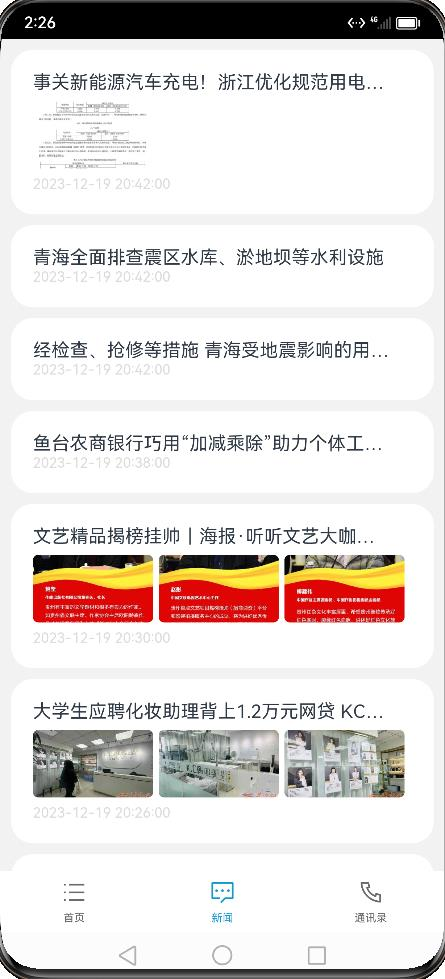 2:26
4G
事关新能源汽车充电！浙江优化规范用电...
2023-12-19 20:42:00
青海全面排查震区水库、淤地坝等水利设施
2023-12-19 20:42:00
经检查、抢修等措施 青海受地震影响的用...
2023-12-19 20:42:00
鱼台农商银行巧用“加减乘除”助力个体工...
2023-12-19 20:38:00
文艺精品揭榜挂帅｜海报·听听文艺大咖...
2023-12-19 20:30:00
大学生应聘化妆助理背上1.2万元网贷 KC...
2023-12-19 20:26:00
首页
新闻
通讯录